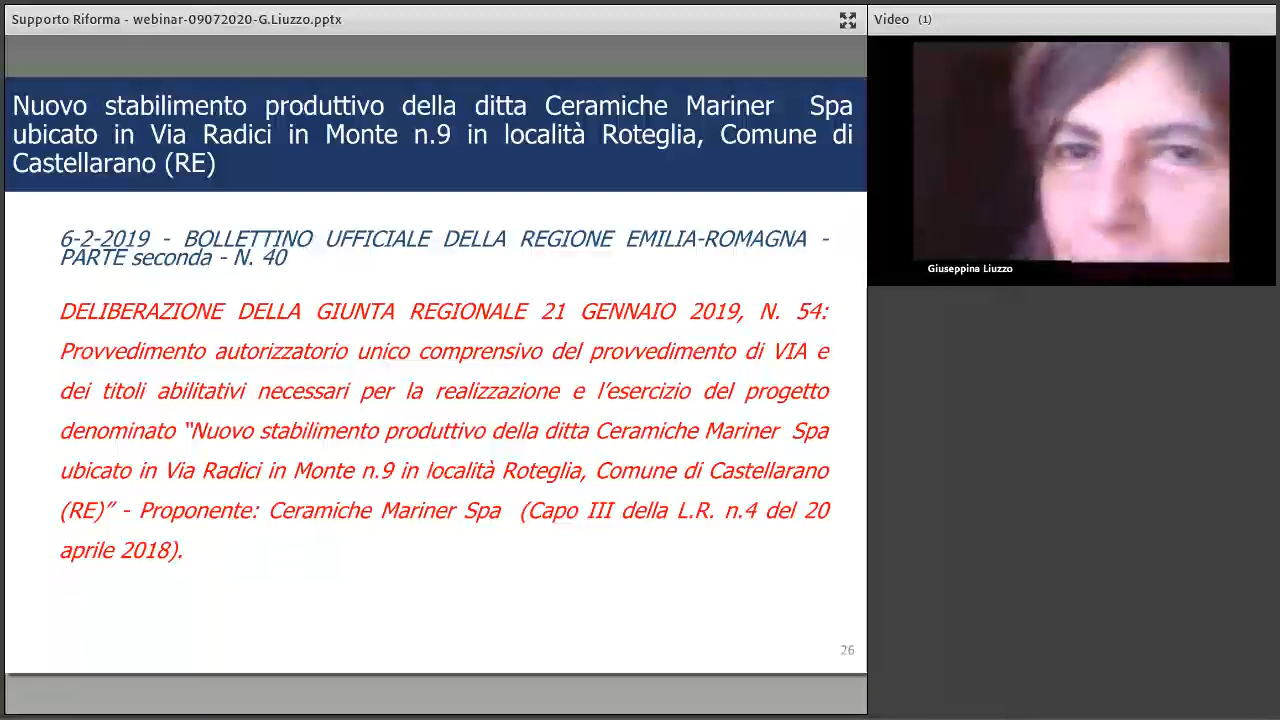 Supporto Riforma - webinar-09072020-G.Liuzzo.pptx
Video (1)
Nuovo stabilimento produttivo della ditta Ceramiche Mariner Spa
ubicato in Via Radici in Monte n.9 in località Roteglia, Comune di
Castellarano (RE)
6-2-2019 - BOLLETTINO UFFICIALE DELLA REGIONE EMILIA-ROMAGNA -
PARTE seconda - N. 40
DELIBERAZIONE DELLA GIUNTA REGIONALE 21 GENNAIO 2019, N. 54:
Provvedimento autorizzatorio unico comprensivo del provvedimento di VIA e
dei titoli abilitativi necessari per la realizzazione e l’esercizio del progetto
denominato “Nuovo stabilimento produttivo della ditta Ceramiche Mariner Spa
ubicato in Via Radici in Monte n.9 in località Roteglia, Comune di Castellarano
(RE)” - Proponente: Ceramiche Mariner Spa (Capo III della L.R. n.4 del 20
aprile 2018).
26
Giuseppina Liuzzo